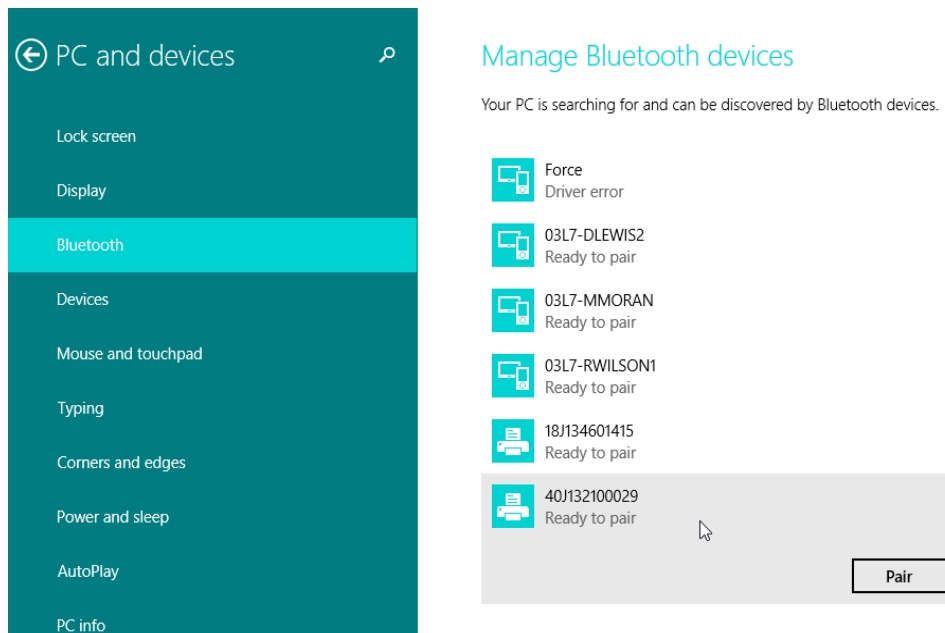 PC and devices
Lock screen
Display
Bluetooth
Devices
Mouse and touchpad
Typing
Corners and edges
Power and sleep
AutoPlay
PC info
Manage Bluetooth devices
Your PC is searching for and can be discovered by Bluetooth devices.
Force
Driver error
03L7-DLEWIS2
Ready to pair
03L7-MMORAN
Ready to pair
03L7-RWILSON1
Ready to pair
18J134601415
Ready to pair
40J132100029
Ready to pair
Pair